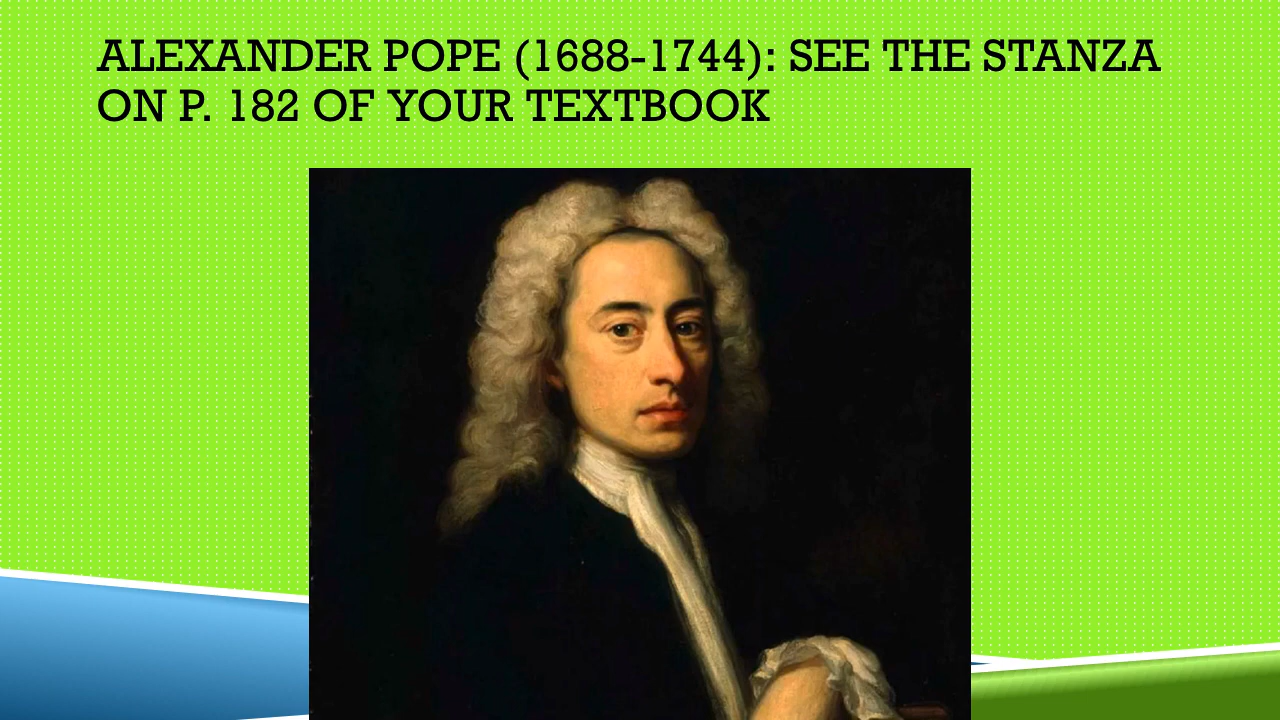 ALEXANDER POPE (1688-1744): SEE THE STANZA
ON P. 182 OF YOUR TEXTBOOK